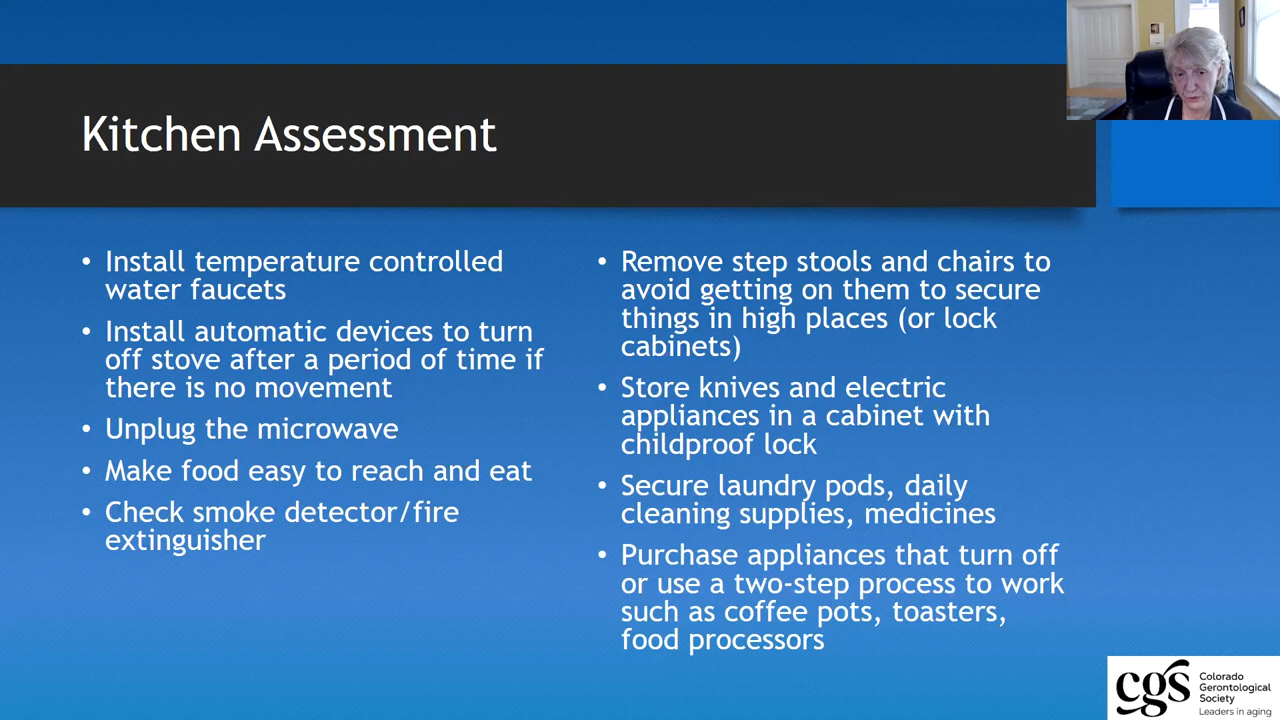 Kitchen Assessment
• Install temperature controlled
water faucets
• Install automatic devices to turn
off stove after a period of time if
there is no movement
• Unplug the microwave
• Make food easy to reach and eat
• Check smoke detector/fire
extinguisher
• Remove step stools and chairs to
avoid getting on them to secure
things in high places (or lock
cabinets)
• Store knives and electric
appliances in a cabinet with
childproof lock
• Secure laundry pods, daily
cleaning supplies, medicines
• Purchase appliances that turn off
or use a two-step process to work
such as coffee pots, toasters,
food processors
cgs
Colorado
Gerontological
Society
Leaders in aging